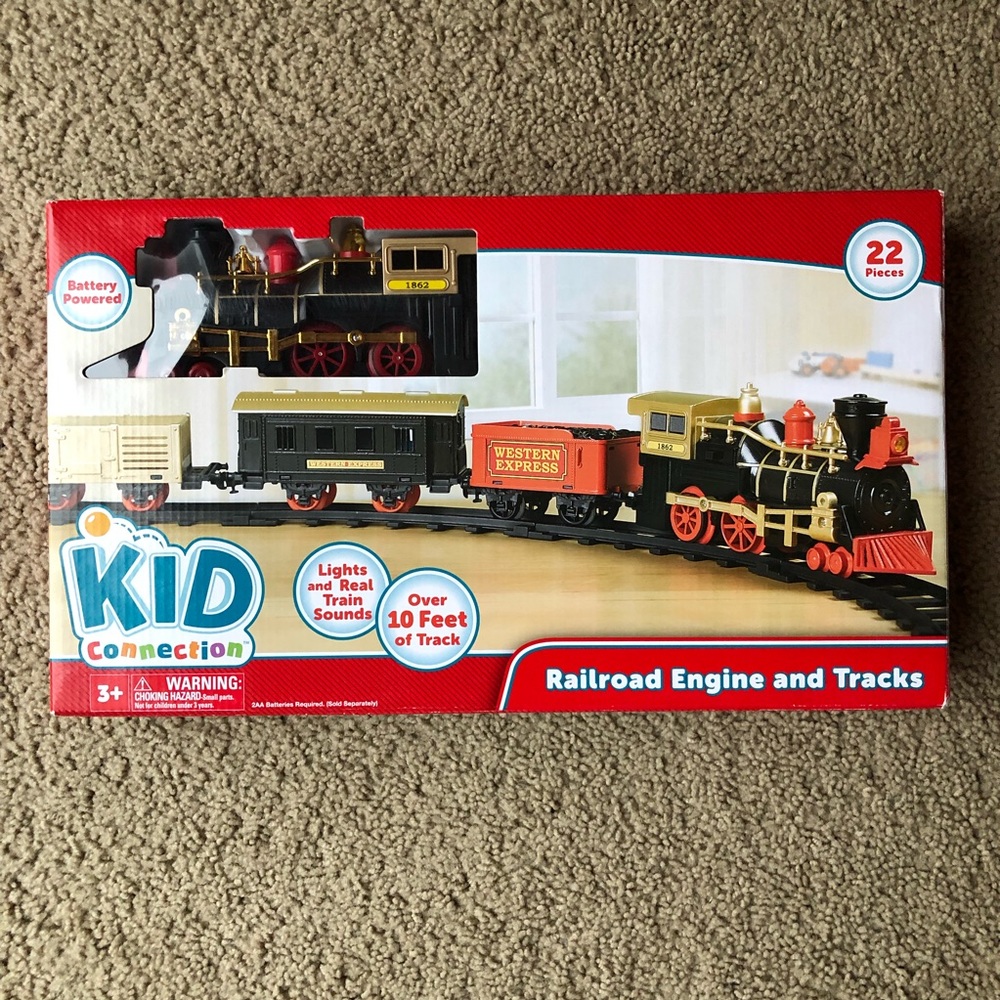 Battery
Powered
1862
22
Pieces
WESTERN EXPRESS
WESTERN
EXPRESS
1862
KID
connection™
Lights
and Real
Train
Sounds
Over
10 Feet
of Track
Railroad Engine and Tracks
3+
WARNING:
CHOKING HAZARD-Small parts.
Not for children under 3 years.
2AA Batteries Required, (Sold Separately)